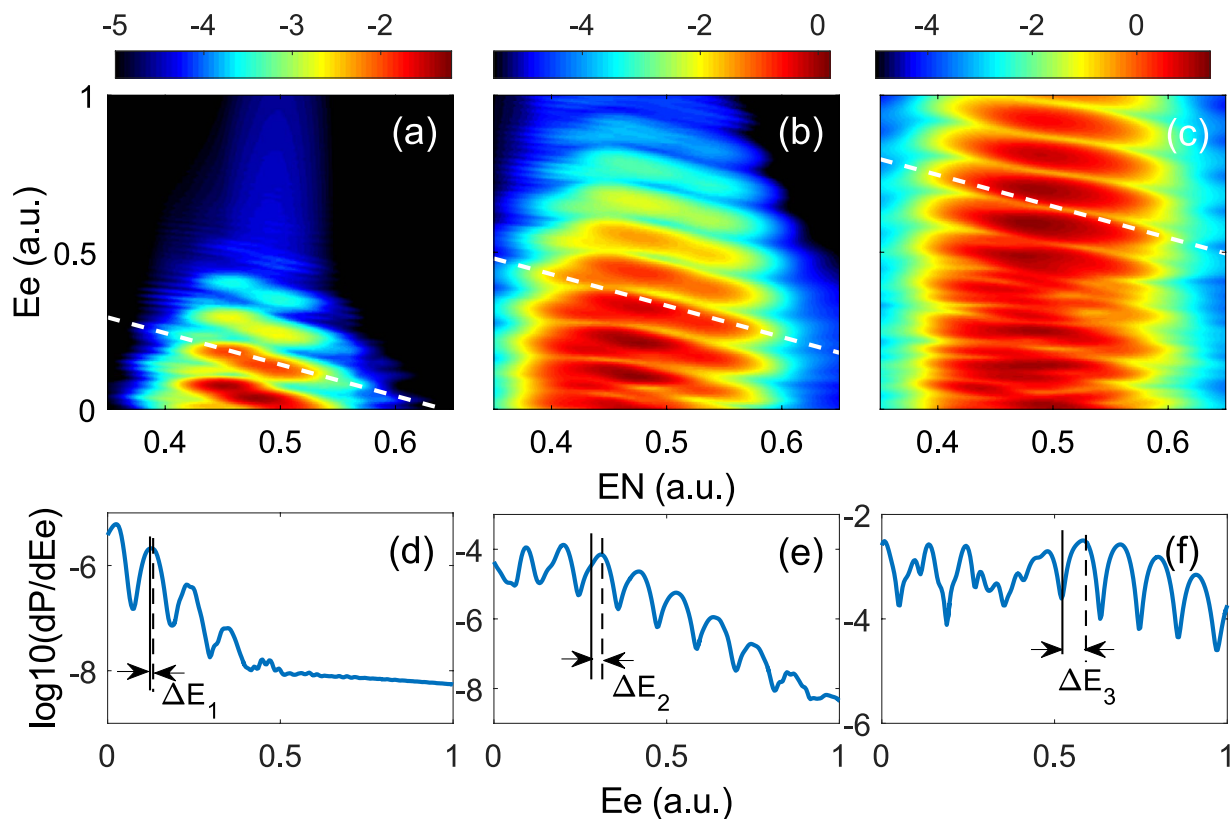 -5 -4 -3 -2
-4 -2 0
-4 -2 0
1 0.5 0
Ee (a.u.)
(a) (b) (c)
0.4 0.5 0.6
0.4 0.5 0.6
0.4 0.5 0.6
EN (a.u.)
log10(dP/dEe)
-6 -8
(d)
ΔE1
-4 -6 -8
(e)
ΔE2
-2 -4 -6
(f)
ΔE3
0 0.5 1
0 0.5 1
0 0.5 1
Ee (a.u.)